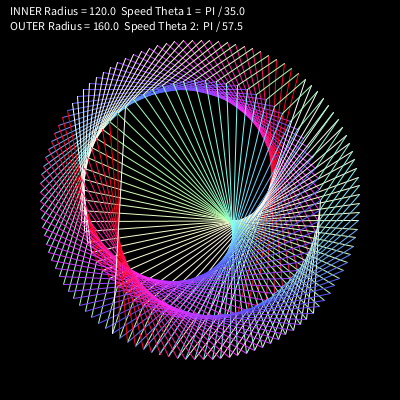 INNER Radius = 120.0 Speed Theta 1 = PI / 35.0
OUTER Radius = 160.0 Speed Theta 2: PI / 57.5